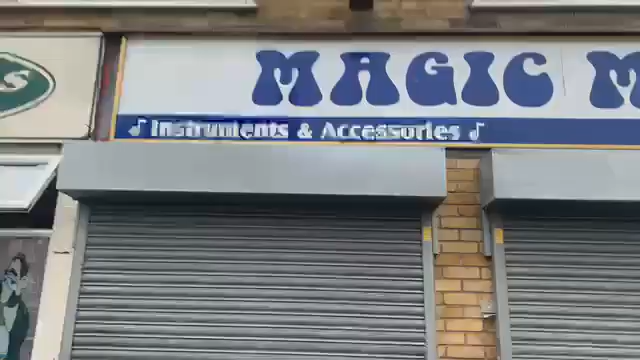 MAGIC M
♪ Instruments & Accessories ♪
s